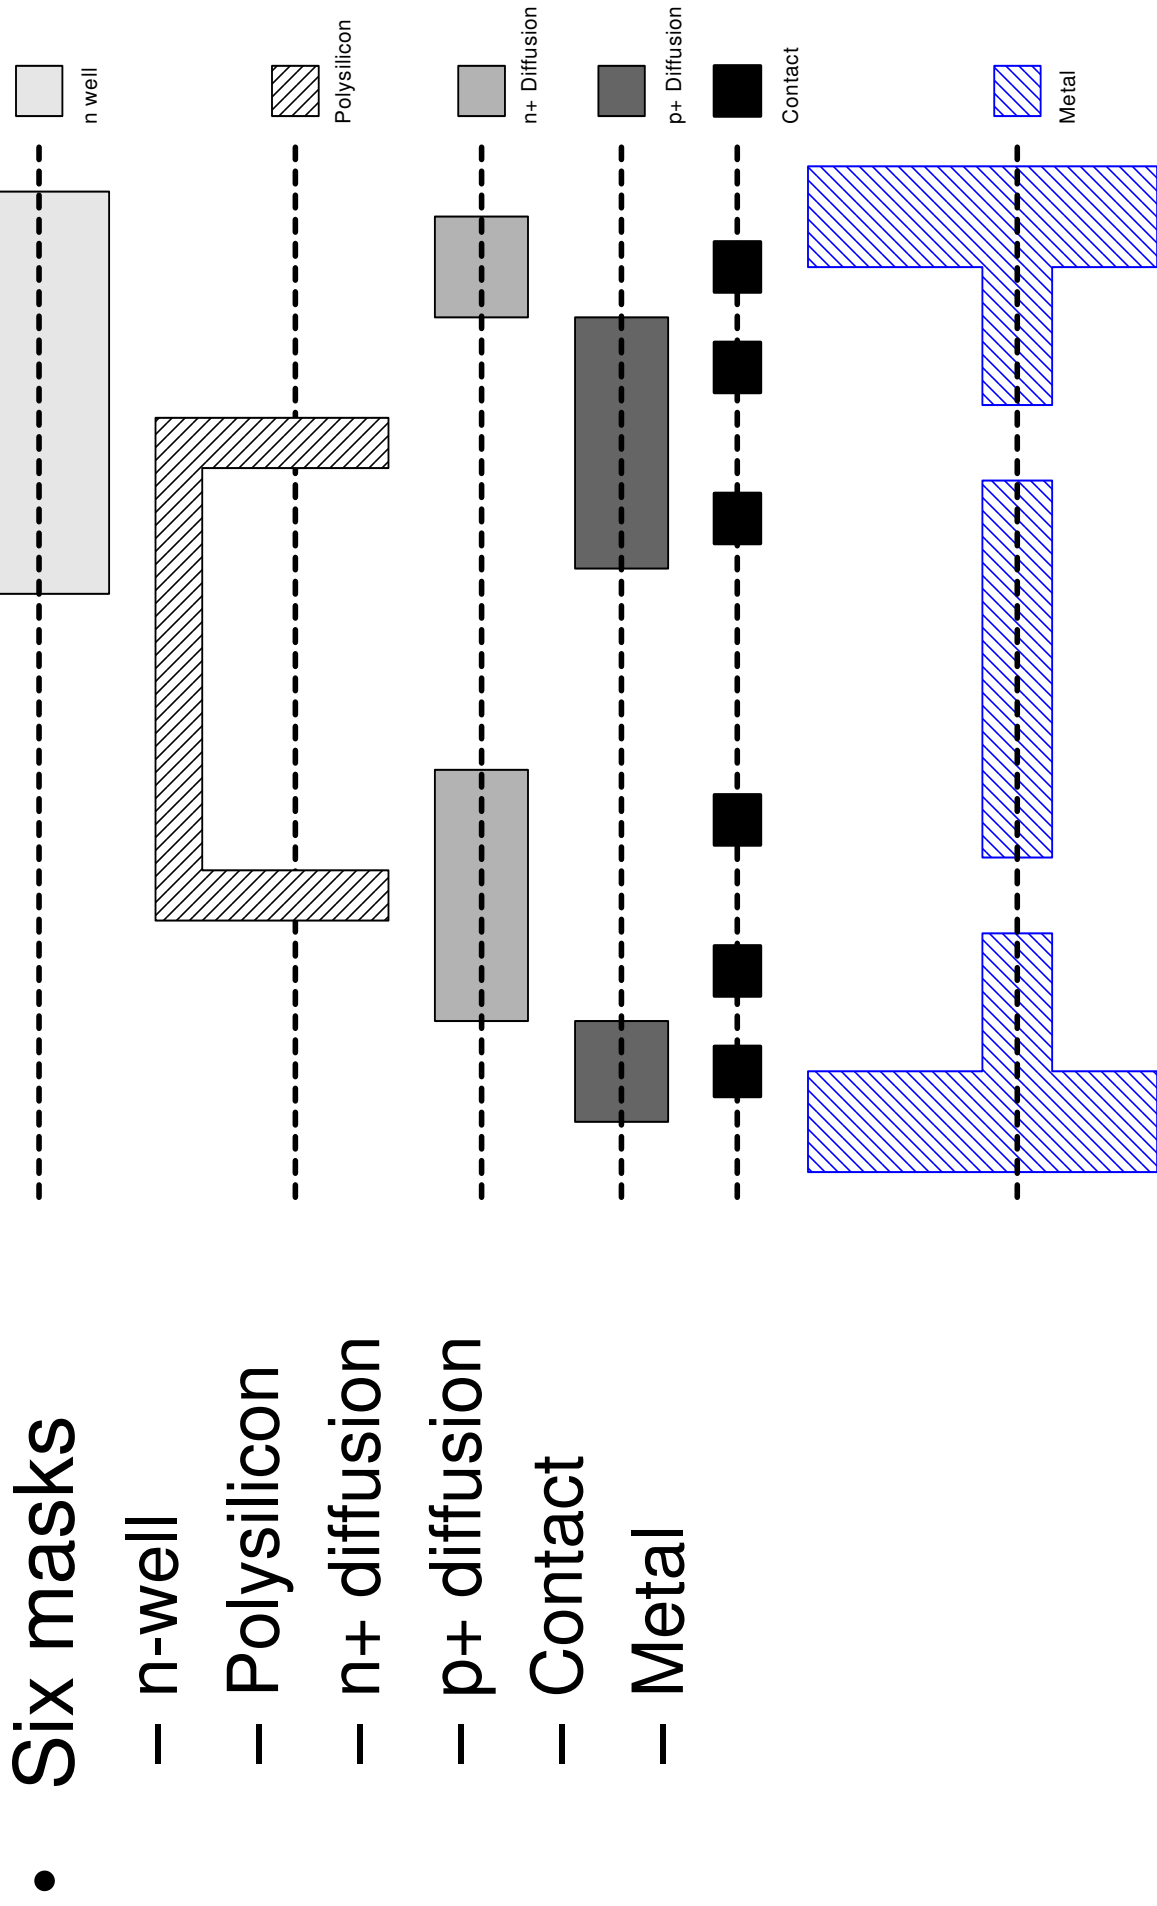 • Six masks
– n-well
– Polysilicon
– n+ diffusion
– p+ diffusion
– Contact
– Metal
n well
Polysilicon
n+ Diffusion
p+ Diffusion
Contact
Metal